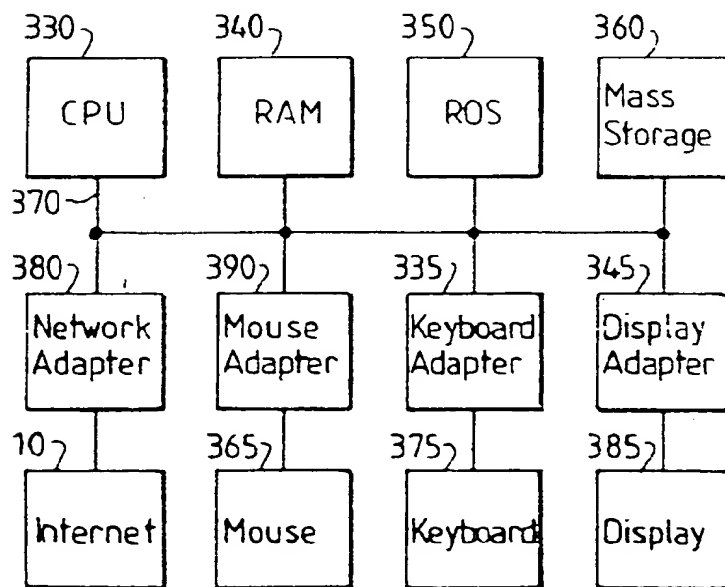 330 340 350 360
CPU RAM ROS Mass
Storage
370
380 390 335 345
Network Mouse Keyboard Display
Adapter Adapter Adapter Adapter
10 365 375 385
Internet Mouse Keyboard Display